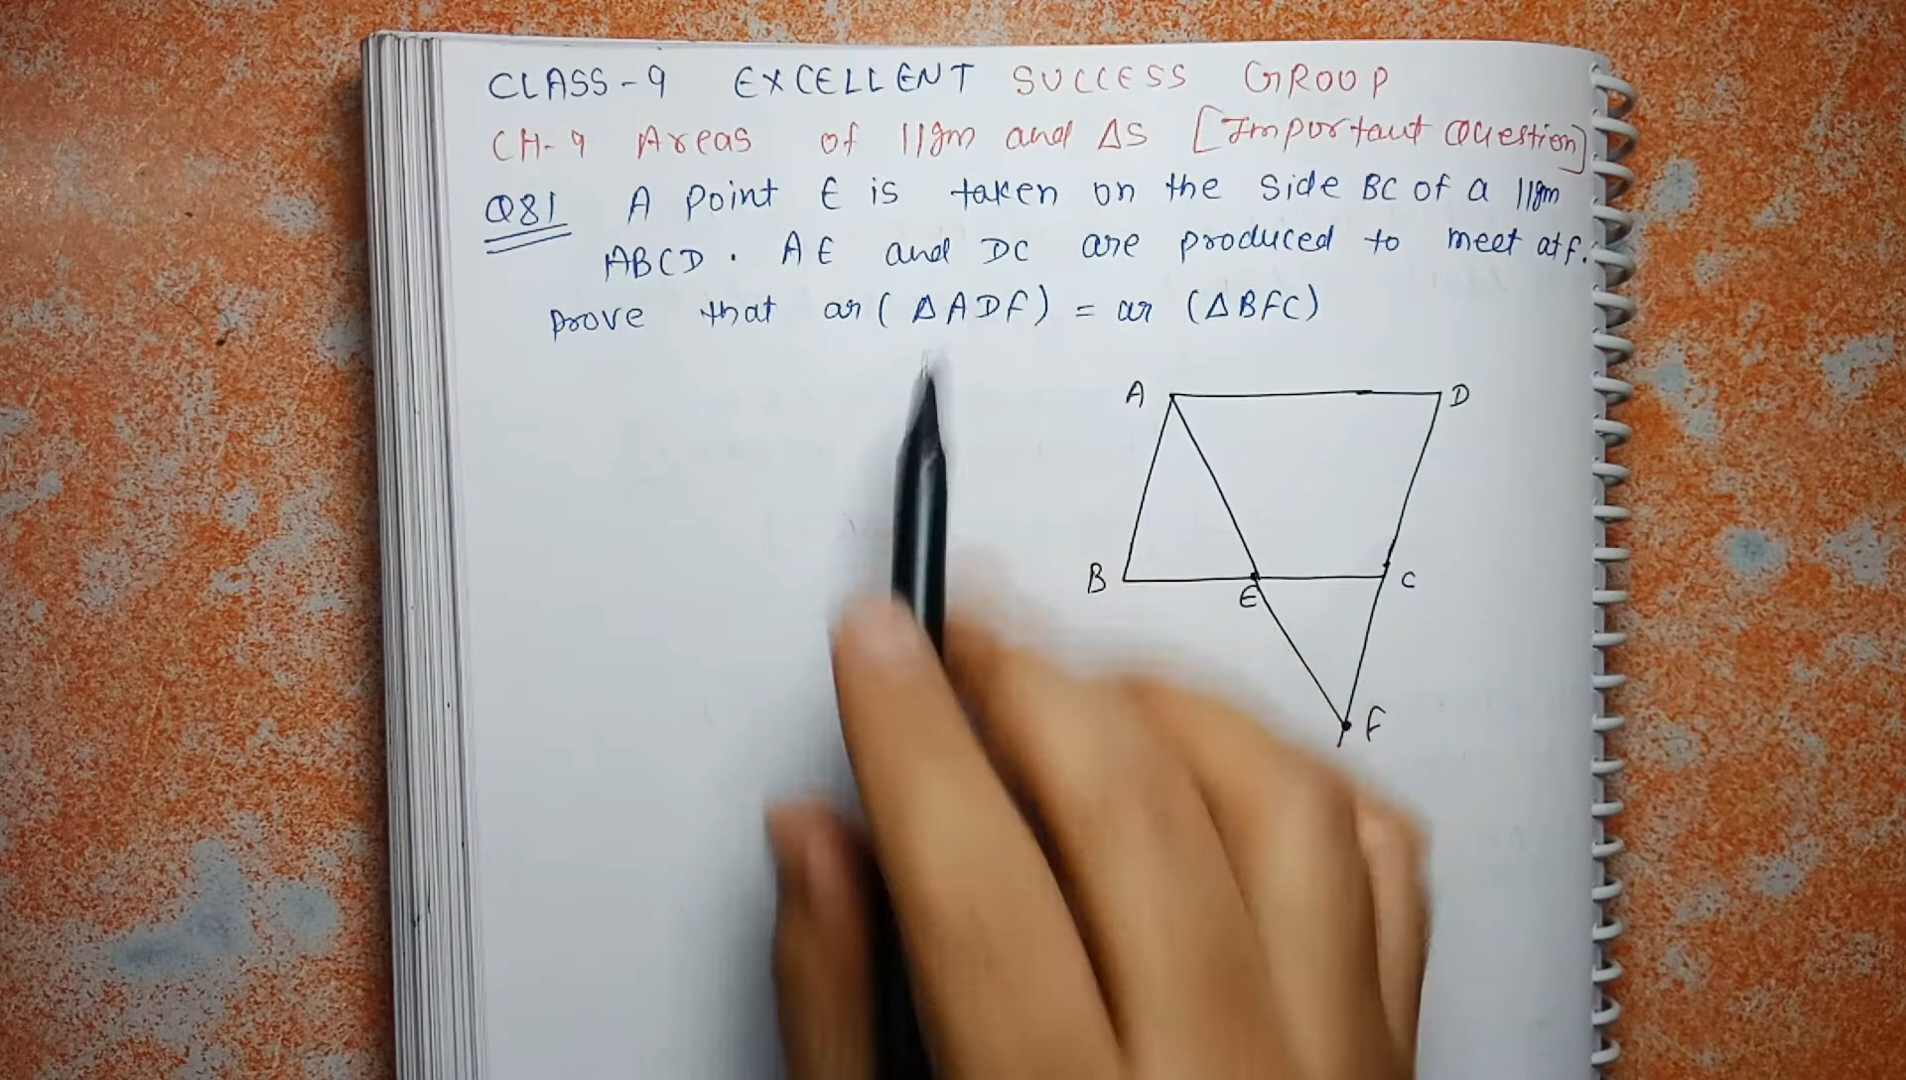 CLASS-9 EXCELLENT SUCCESS GROOP
CH-9 Areas of ||gm and ΔS [Important Question]
Q81 A point E is taken on the side BC of a ||gm
ABCD. AE and DC are produced to meet at F.
Prove that ar (ΔADF) = ar (ΔBFC)
A D
B E C
F